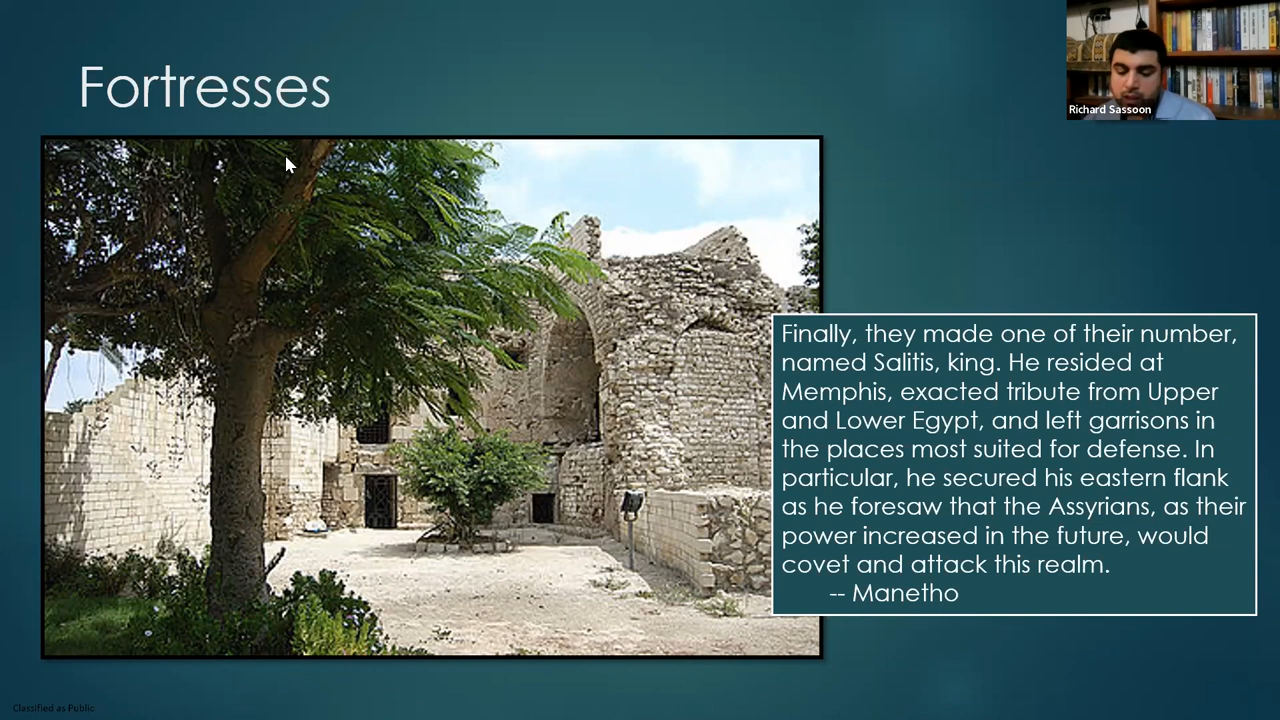 Fortresses
Richard Sassoon
Finally, they made one of their number,
named Salitis, king. He resided at
Memphis, exacted tribute from Upper
and Lower Egypt, and left garrisons in
the places most suited for defense. In
particular, he secured his eastern flank
as he foresaw that the Assyrians, as their
power increased in the future, would
covet and attack this realm.
-- Manetho
Classified as Public